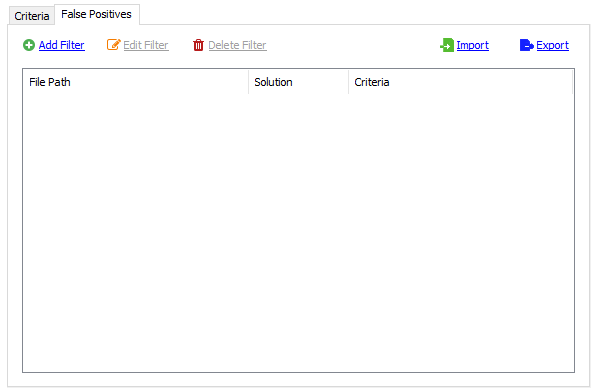 Criteria False Positives
Add Filter Edit Filter Delete Filter Import Export
File Path Solution Criteria